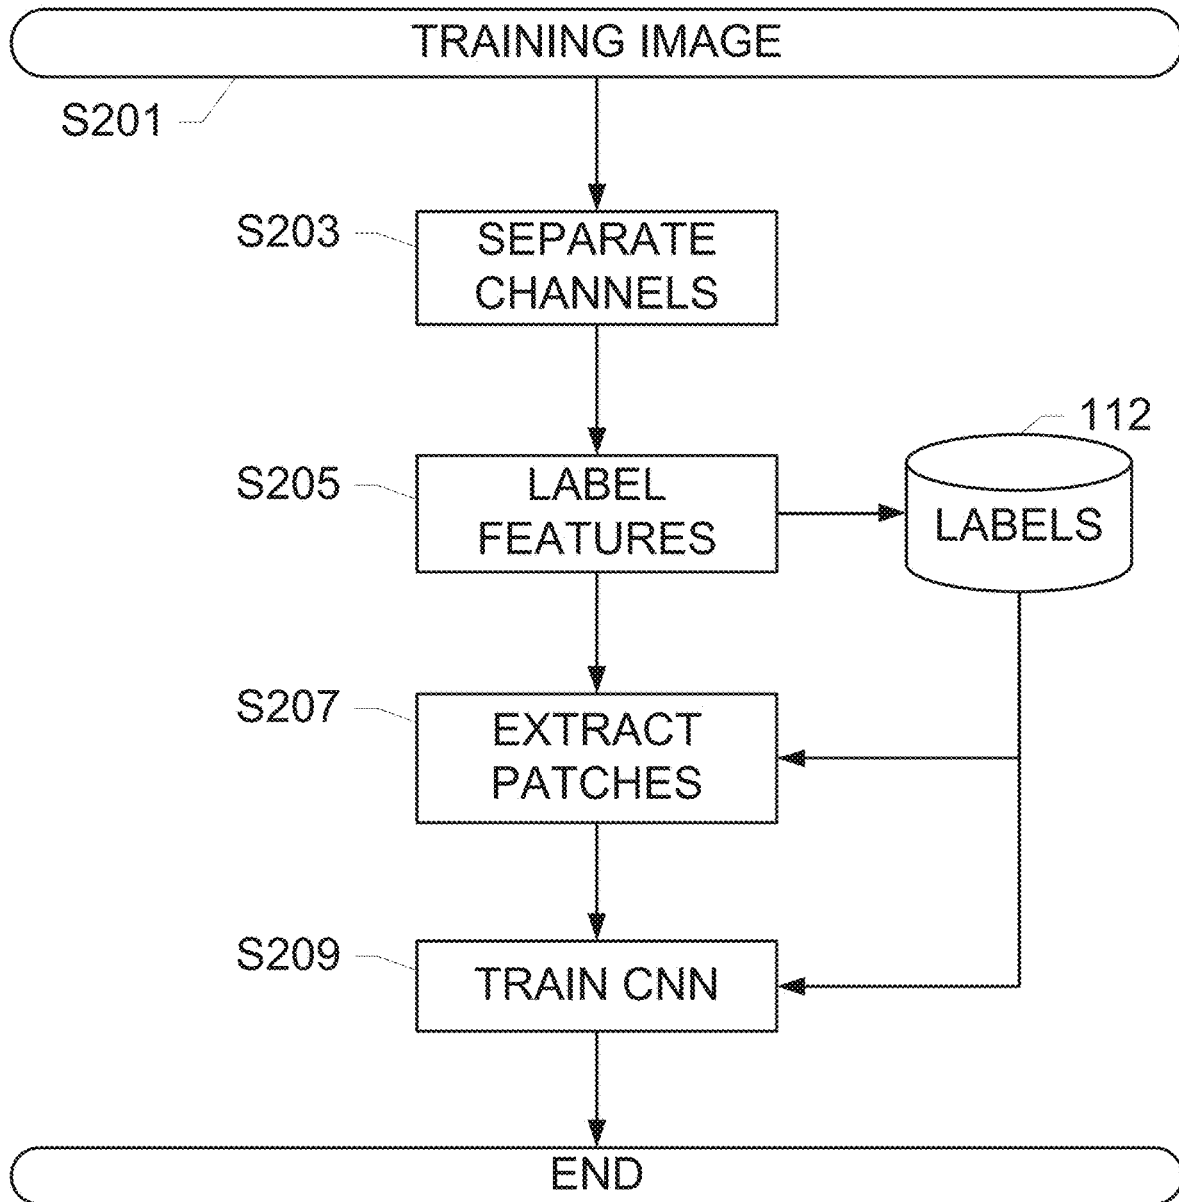 TRAINING IMAGE
S201
S203
SEPARATE
CHANNELS
112
S205
LABEL
FEATURES
LABELS
S207
EXTRACT
PATCHES
S209
TRAIN CNN
END